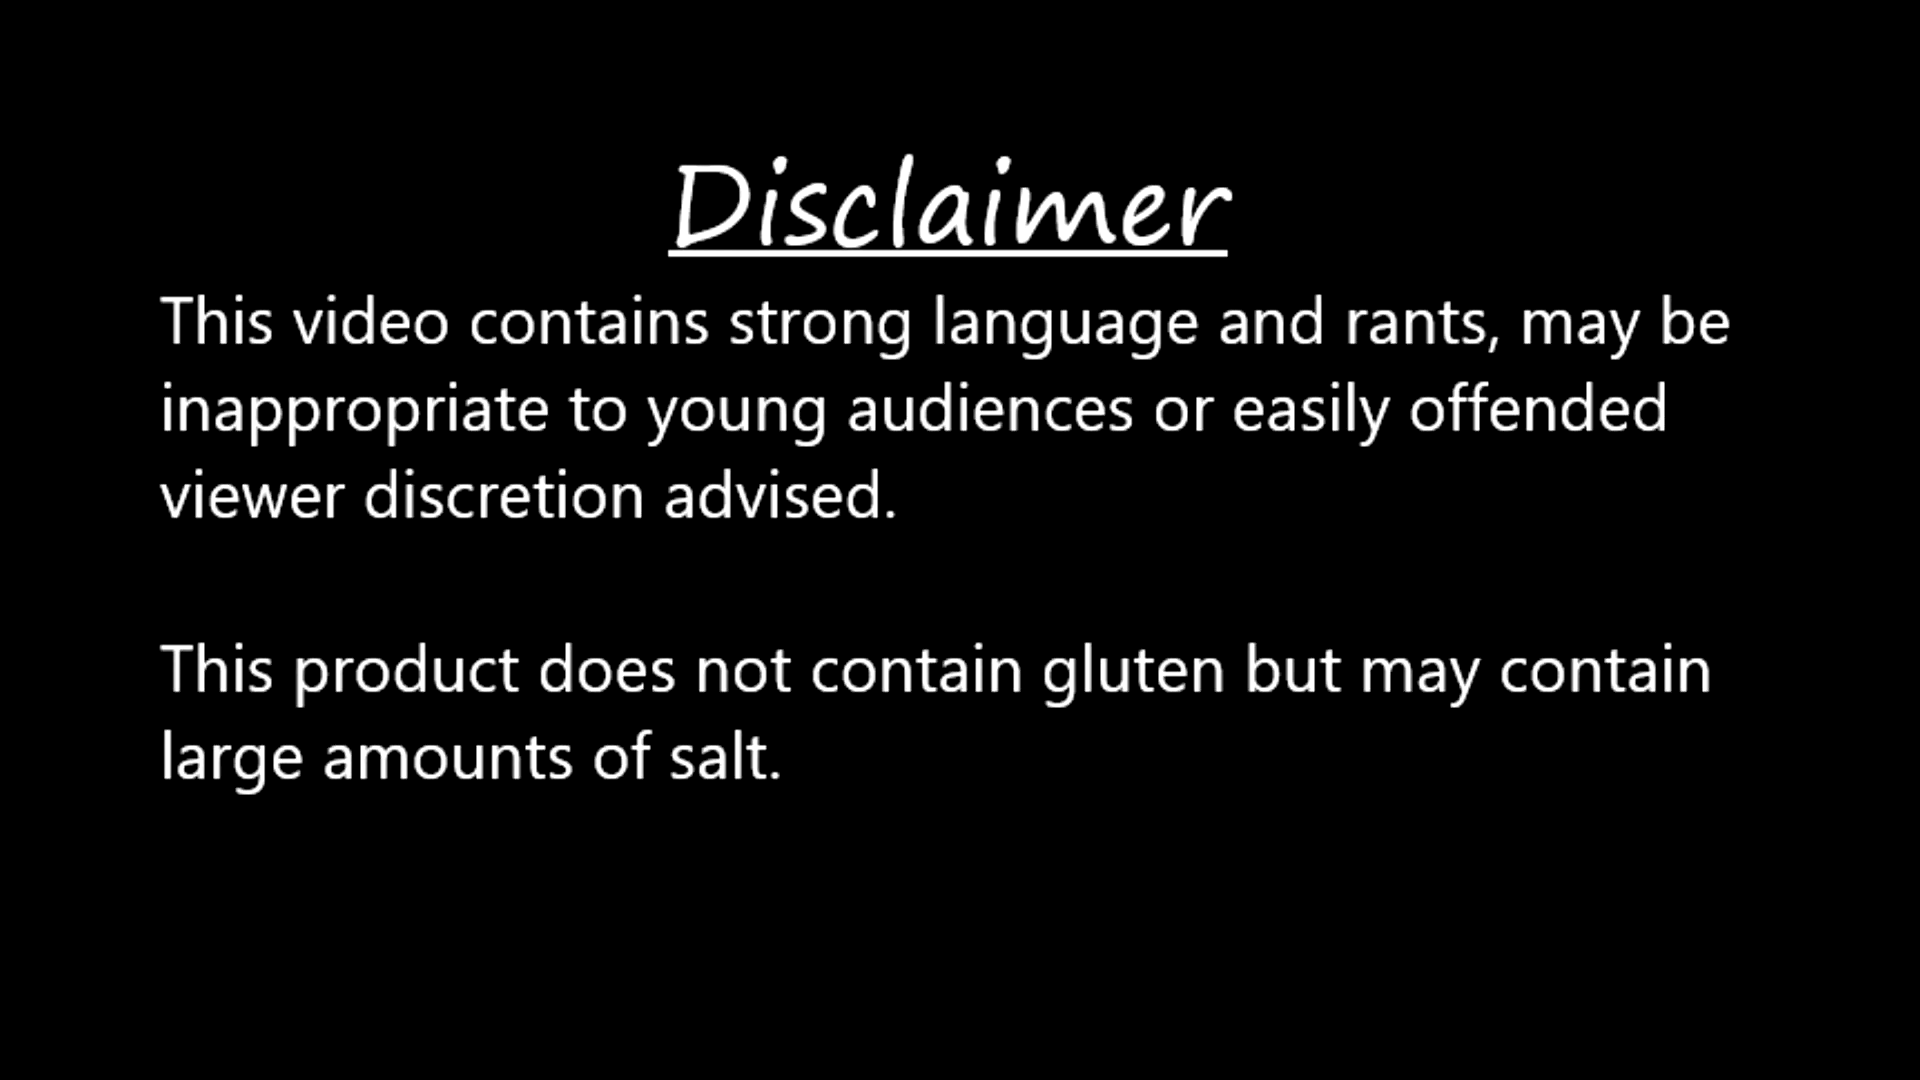 Disclaimer
This video contains strong language and rants, may be
inappropriate to young audiences or easily offended
viewer discretion advised.
This product does not contain gluten but may contain
large amounts of salt.